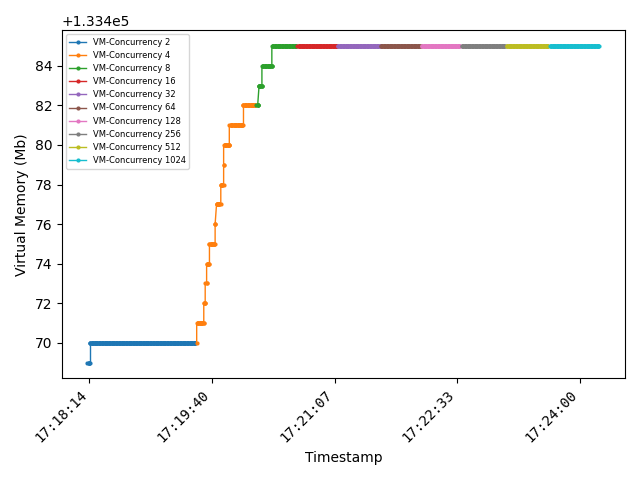 +1.334e5
VM-Concurrency 2
VM-Concurrency 4
VM-Concurrency 8
VM-Concurrency 16
VM-Concurrency 32
VM-Concurrency 64
VM-Concurrency 128
VM-Concurrency 256
VM-Concurrency 512
VM-Concurrency 1024
Virtual Memory (Mb)
84
82
80
78
76
74
72
70
17:18:14
17:19:40
17:21:07
17:22:33
17:24:00
Timestamp